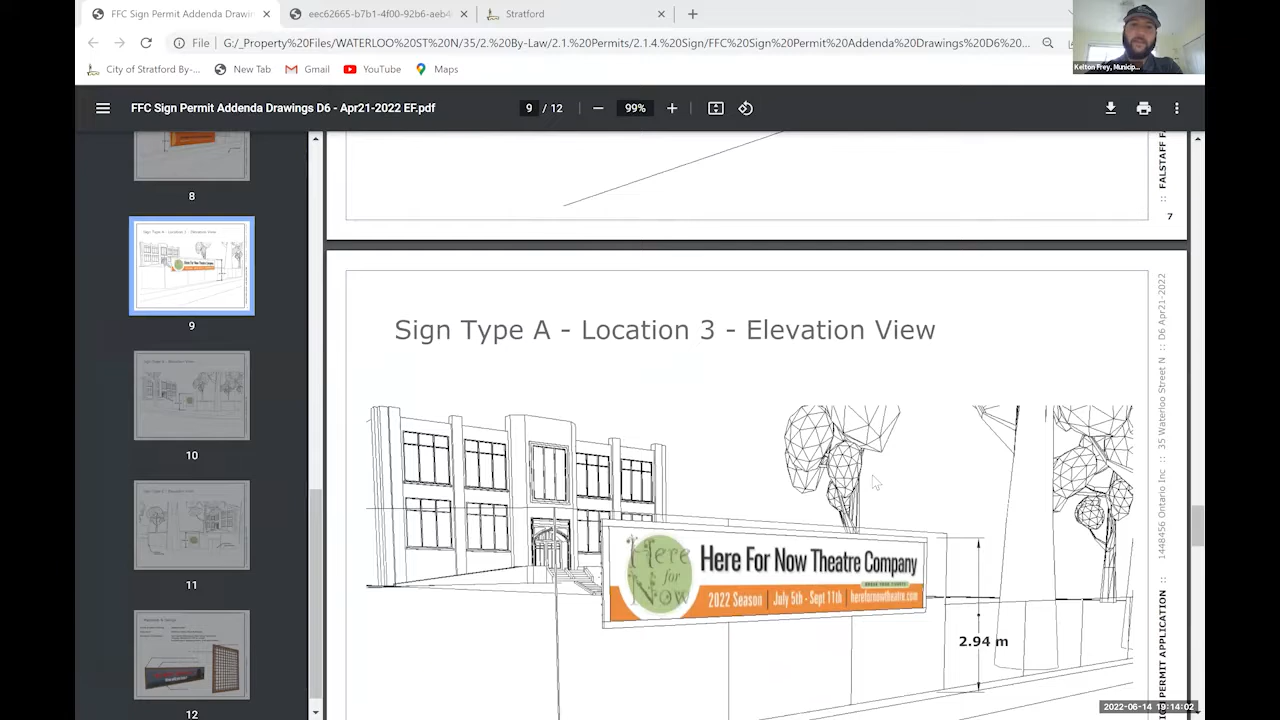 FFC Sign Permit Addenda Drawin
eec62665-b7b1-4f00-92b6-aeb4
Stratford
File
G:/_Property%20Files/WATERLOO%20ST%20N/35/2.%20By-Law/2.1.%20Permits/2.1.4.%20Sign/FFC%20Sign%20Permit%20Addenda%20Drawings%20D6%20...
Kelton Frey, Municip...
City of Stratford By-...
New Tab
Gmail
YouTube
Maps
FFC Sign Permit Addenda Drawings D6 - Apr21-2022 EF.pdf
9 / 12
99%
8
9
10
11
12
:: FALSTAFF FA
7
Sign Type A - Location 3 - Elevation View
Here
for
Now
Here For Now Theatre Company
2022 Season | July 5th - Sept 11th | herefornowtheatre.com
2.94 m
PERMIT APPLICATION :: 1448456 Ontario Inc :: 35 Waterloo Street N :: D6 Apr21-2022
2022-06-14 19:14:02